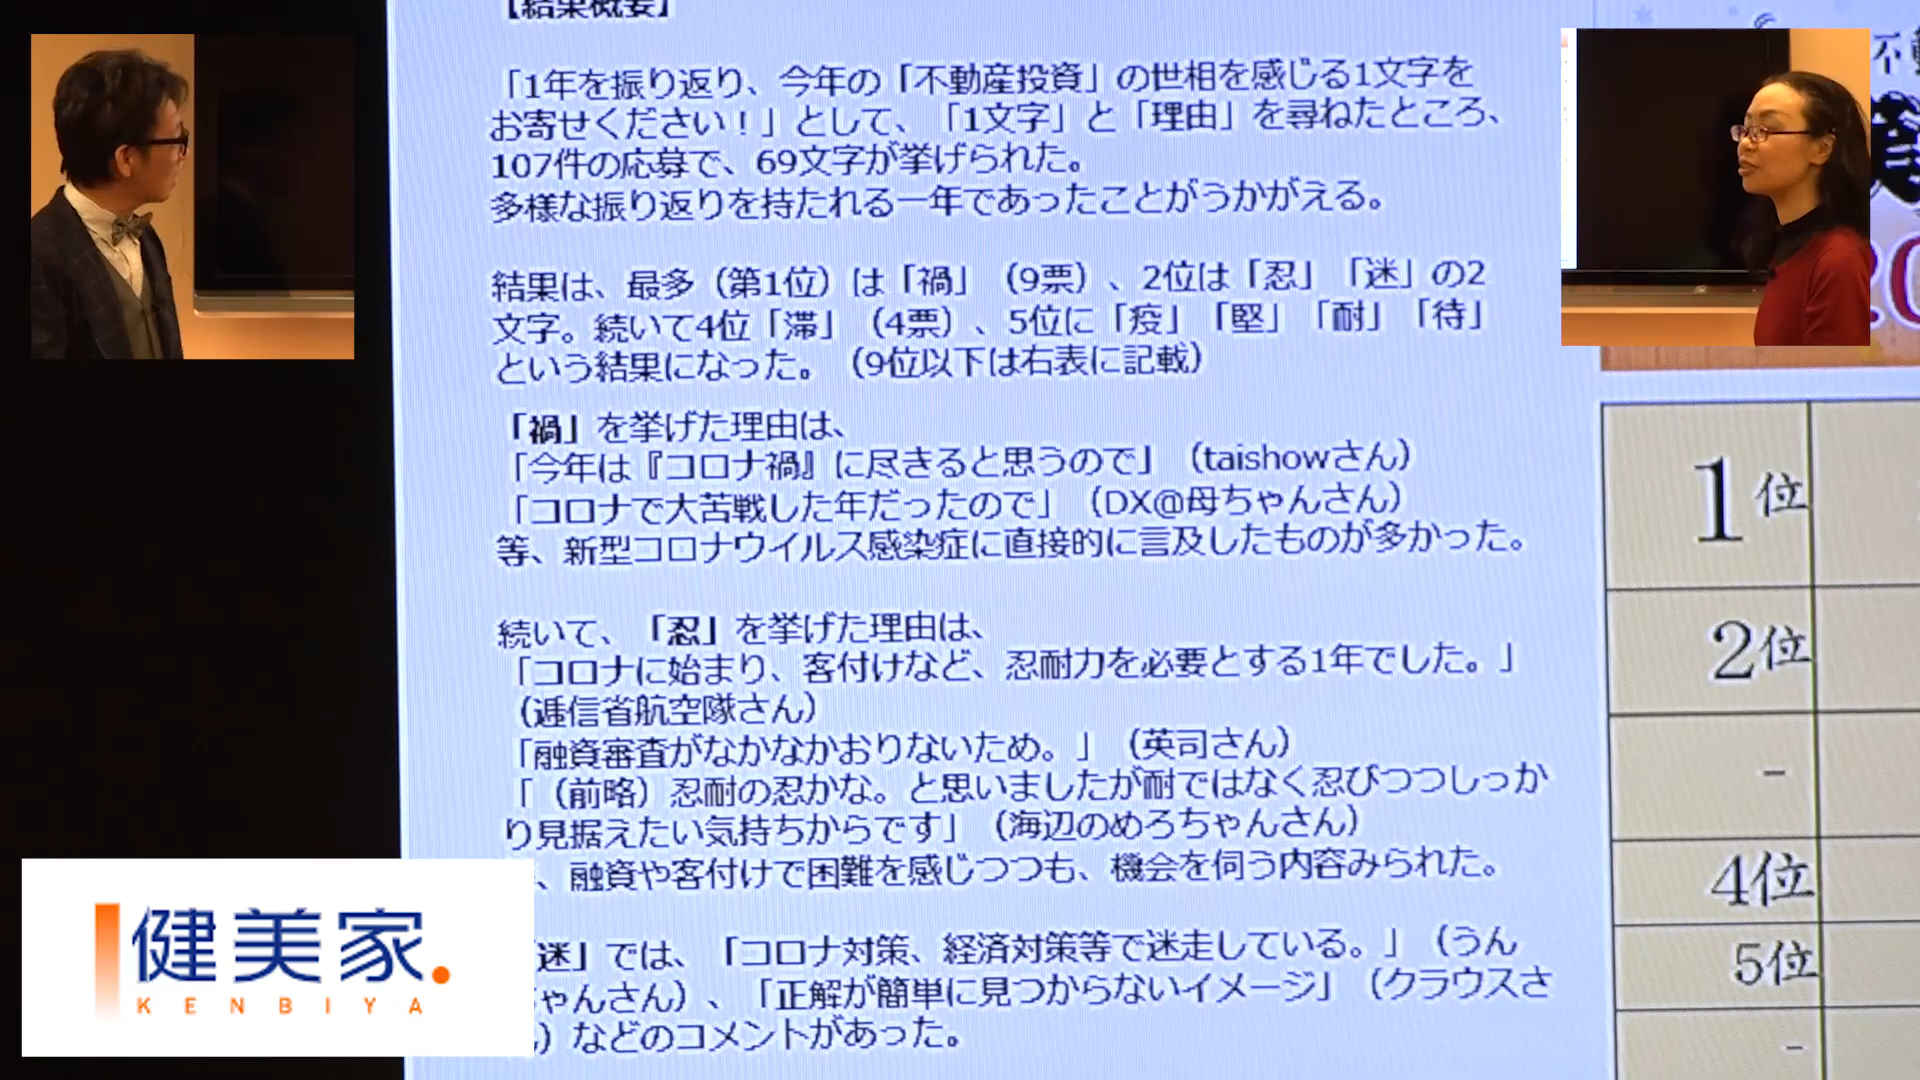 【結果概要】
「1年を振り返り、今年の「不動産投資」の世相を感じる1文字を
お寄せください！」として、「1文字」と「理由」を尋ねたところ、
107件の応募で、69文字が挙げられた。
多様な振り返りを持たれる一年であったことがうかがえる。
結果は、最多（第1位）は「禍」（9票）、2位は「忍」「迷」の2
文字。続いて4位「滞」（4票）、5位に「疫」「堅」「耐」「待」
という結果になった。（9位以下は右表に記載）
「禍」を挙げた理由は、
「今年は『コロナ禍』に尽きると思うので」（taishowさん）
「コロナで大苦戦した年だったので」（DX@母ちゃんさん）
等、新型コロナウイルス感染症に直接的に言及したものが多かった。
続いて、「忍」を挙げた理由は、
「コロナに始まり、客付けなど、忍耐力を必要とする1年でした。」
（逓信省航空隊さん）
「融資審査がなかなかおりないため。」（英司さん）
「（前略）忍耐の忍かな。と思いましたが耐ではなく忍びつつしっか
り見据えたい気持ちからです」（海辺のめろちゃんさん）
、融資や客付けで困難を感じつつも、機会を伺う内容みられた。
迷」では、「コロナ対策、経済対策等で迷走している。」（うん
ゃんさん）、「正解が簡単に見つからないイメージ」（クラウスさ
）などのコメントがあった。
不動
20
1位
2位
-
4位
5位
-
健美家.
KENBIYA